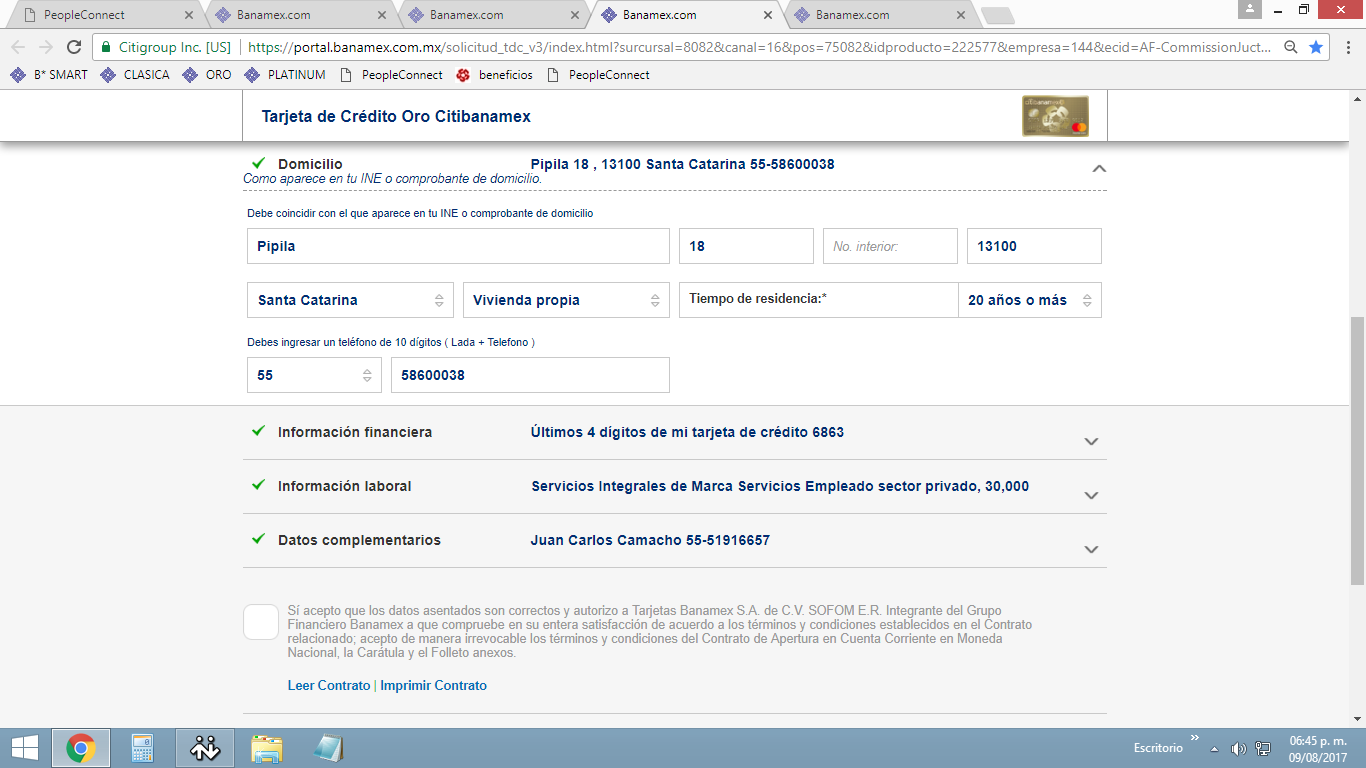 PeopleConnect
Banamex.com
Banamex.com
Banamex.com
Banamex.com
Citigroup Inc. [US]
https://portal.banamex.com.mx/solicitud_tdc_v3/index.html?surcursal=8082&canal=16&pos=75082&idproducto=222577&empresa=144&ecid=AF-CommissionJuct...
B* SMART CLASICA ORO PLATINUM PeopleConnect beneficios PeopleConnect
Tarjeta de Crédito Oro Citibanamex
Domicilio Pipila 18 , 13100 Santa Catarina 55-58600038
Como aparece en tu INE o comprobante de domicilio.
Debe coincidir con el que aparece en tu INE o comprobante de domicilio
Pipila 18 No. interior: 13100
Santa Catarina Vivienda propia Tiempo de residencia:* 20 años o más
Debes ingresar un teléfono de 10 dígitos ( Lada + Telefono )
55 58600038
Información financiera Últimos 4 dígitos de mi tarjeta de crédito 6863
Información laboral Servicios Integrales de Marca Servicios Empleado sector privado, 30,000
Datos complementarios Juan Carlos Camacho 55-51916657
Sí acepto que los datos asentados son correctos y autorizo a Tarjetas Banamex S.A. de C.V. SOFOM E.R. Integrante del Grupo
Financiero Banamex a que compruebe en su entera satisfacción de acuerdo a los términos y condiciones establecidos en el Contrato
relacionado; acepto de manera irrevocable los términos y condiciones del Contrato de Apertura en Cuenta Corriente en Moneda
Nacional, la Carátula y el Folleto anexos.
Leer Contrato | Imprimir Contrato
Escritorio
06:45 p. m.
09/08/2017